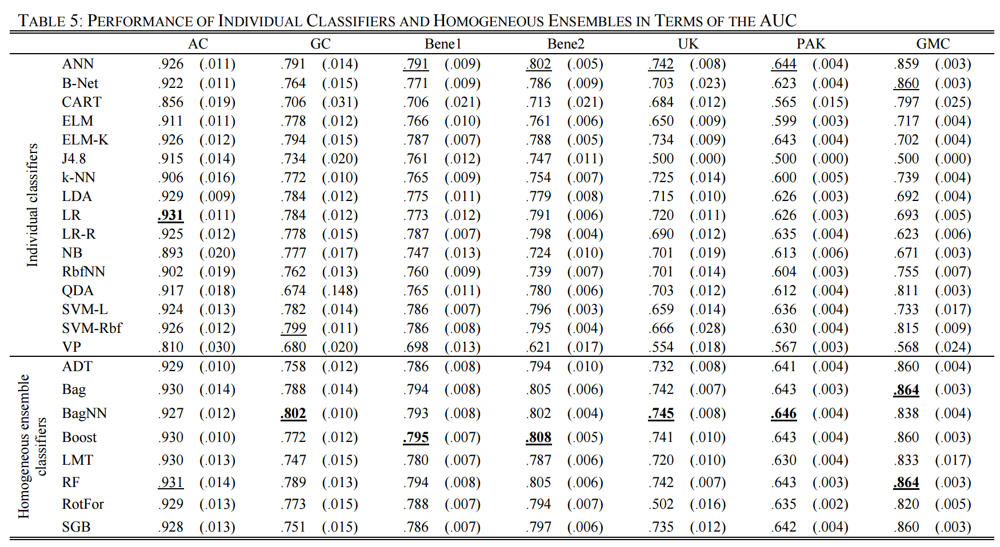 TABLE 5: PERFORMANCE OF INDIVIDUAL CLASSIFIERS AND HOMOGENEOUS ENSEMBLES IN TERMS OF THE AUC
AC GC Bene1 Bene2 UK PAK GMC
Individual classifiers
ANN .926 (.011) .791 (.014) .791 (.009) .802 (.005) .742 (.008) .644 (.004) .859 (.003)
B-Net .922 (.011) .764 (.015) .771 (.009) .786 (.009) .703 (.023) .623 (.004) .860 (.003)
CART .856 (.019) .706 (.031) .706 (.021) .713 (.021) .684 (.012) .565 (.015) .797 (.025)
ELM .911 (.011) .778 (.012) .766 (.010) .761 (.006) .650 (.009) .599 (.003) .717 (.004)
ELM-K .926 (.012) .794 (.015) .787 (.007) .788 (.005) .734 (.009) .643 (.004) .702 (.004)
J4.8 .915 (.014) .734 (.020) .761 (.012) .747 (.011) .500 (.000) .500 (.000) .500 (.000)
k-NN .906 (.016) .772 (.010) .765 (.009) .754 (.007) .725 (.014) .600 (.005) .739 (.004)
LDA .929 (.009) .784 (.012) .775 (.011) .779 (.008) .715 (.010) .626 (.003) .692 (.004)
LR .931 (.011) .784 (.012) .773 (.012) .791 (.006) .720 (.011) .626 (.003) .693 (.005)
LR-R .925 (.012) .778 (.015) .787 (.007) .798 (.004) .690 (.012) .635 (.004) .623 (.006)
NB .893 (.020) .777 (.017) .747 (.013) .724 (.010) .701 (.019) .613 (.006) .671 (.003)
RbfNN .902 (.019) .762 (.013) .760 (.009) .739 (.007) .701 (.014) .604 (.003) .755 (.007)
QDA .917 (.018) .674 (.148) .765 (.011) .780 (.006) .703 (.012) .612 (.004) .811 (.003)
SVM-L .924 (.013) .782 (.014) .786 (.007) .796 (.003) .659 (.014) .636 (.004) .733 (.017)
SVM-Rbf .926 (.012) .799 (.011) .786 (.008) .795 (.004) .666 (.028) .630 (.004) .815 (.009)
VP .810 (.030) .680 (.020) .698 (.013) .621 (.017) .554 (.018) .567 (.003) .568 (.024)
Homogeneous ensemble
classifiers
ADT .929 (.010) .758 (.012) .786 (.008) .794 (.010) .732 (.008) .641 (.004) .860 (.004)
Bag .930 (.014) .788 (.014) .794 (.008) .805 (.006) .742 (.007) .643 (.003) .864 (.003)
BagNN .927 (.012) .802 (.010) .793 (.008) .802 (.004) .745 (.008) .646 (.004) .838 (.004)
Boost .930 (.010) .772 (.012) .795 (.007) .808 (.005) .741 (.010) .643 (.004) .860 (.003)
LMT .930 (.013) .747 (.015) .780 (.007) .787 (.006) .720 (.010) .630 (.004) .833 (.017)
RF .931 (.014) .789 (.013) .794 (.008) .805 (.006) .742 (.007) .643 (.003) .864 (.003)
RotFor .929 (.013) .773 (.015) .788 (.007) .794 (.007) .502 (.016) .635 (.002) .820 (.005)
SGB .928 (.013) .751 (.015) .786 (.007) .797 (.006) .735 (.012) .642 (.004) .860 (.003)